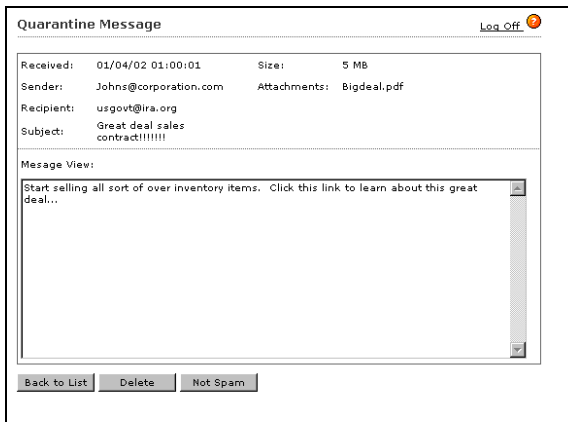 Quarantine Message Log Off ?
Received: 01/04/02 01:00:01 Size: 5 MB
Sender: Johns@corporation.com Attachments: Bigdeal.pdf
Recipient: usgovt@ira.org
Subject: Great deal sales
contract!!!!!!!
Mesage View:
Start selling all sort of over inventory items. Click this link to learn about this great
deal...
Back to List Delete Not Spam